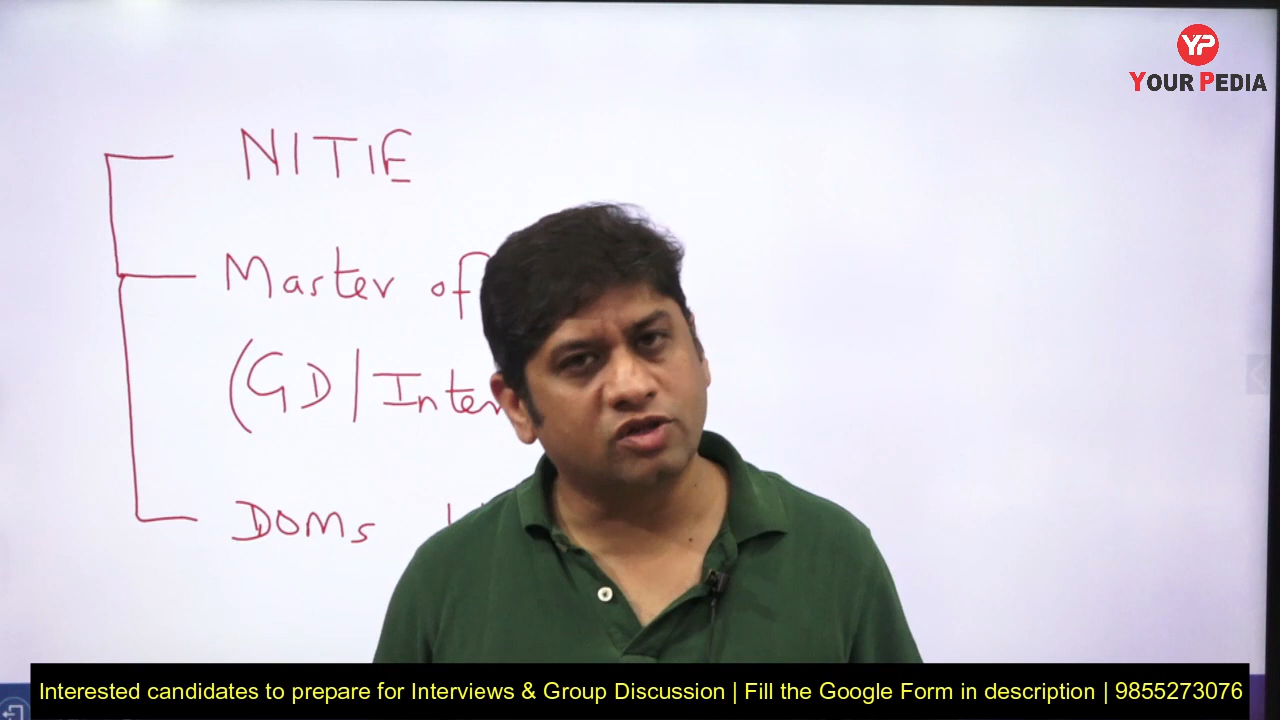 YP
YOUR PEDIA
NITIE
Master of
(GD/Inter
DOMs
Interested candidates to prepare for Interviews & Group Discussion | Fill the Google Form in description | 9855273076